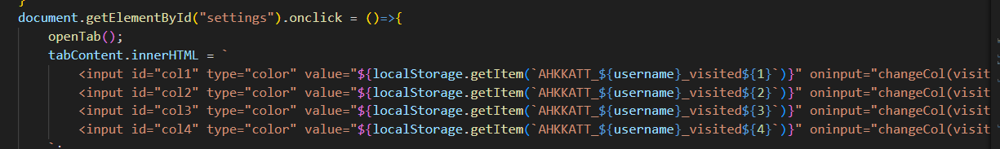 }
document.getElementById("settings").onclick = ()=>{
openTab();
tabContent.innerHTML = `
<input id="col1" type="color" value="${localStorage.getItem(`AHKKATT_${username}_visited${1}`)}" oninput="changeCol(visit
<input id="col2" type="color" value="${localStorage.getItem(`AHKKATT_${username}_visited${2}`)}" oninput="changeCol(visit
<input id="col3" type="color" value="${localStorage.getItem(`AHKKATT_${username}_visited${3}`)}" oninput="changeCol(visit
<input id="col4" type="color" value="${localStorage.getItem(`AHKKATT_${username}_visited${4}`)}" oninput="changeCol(visit
`;